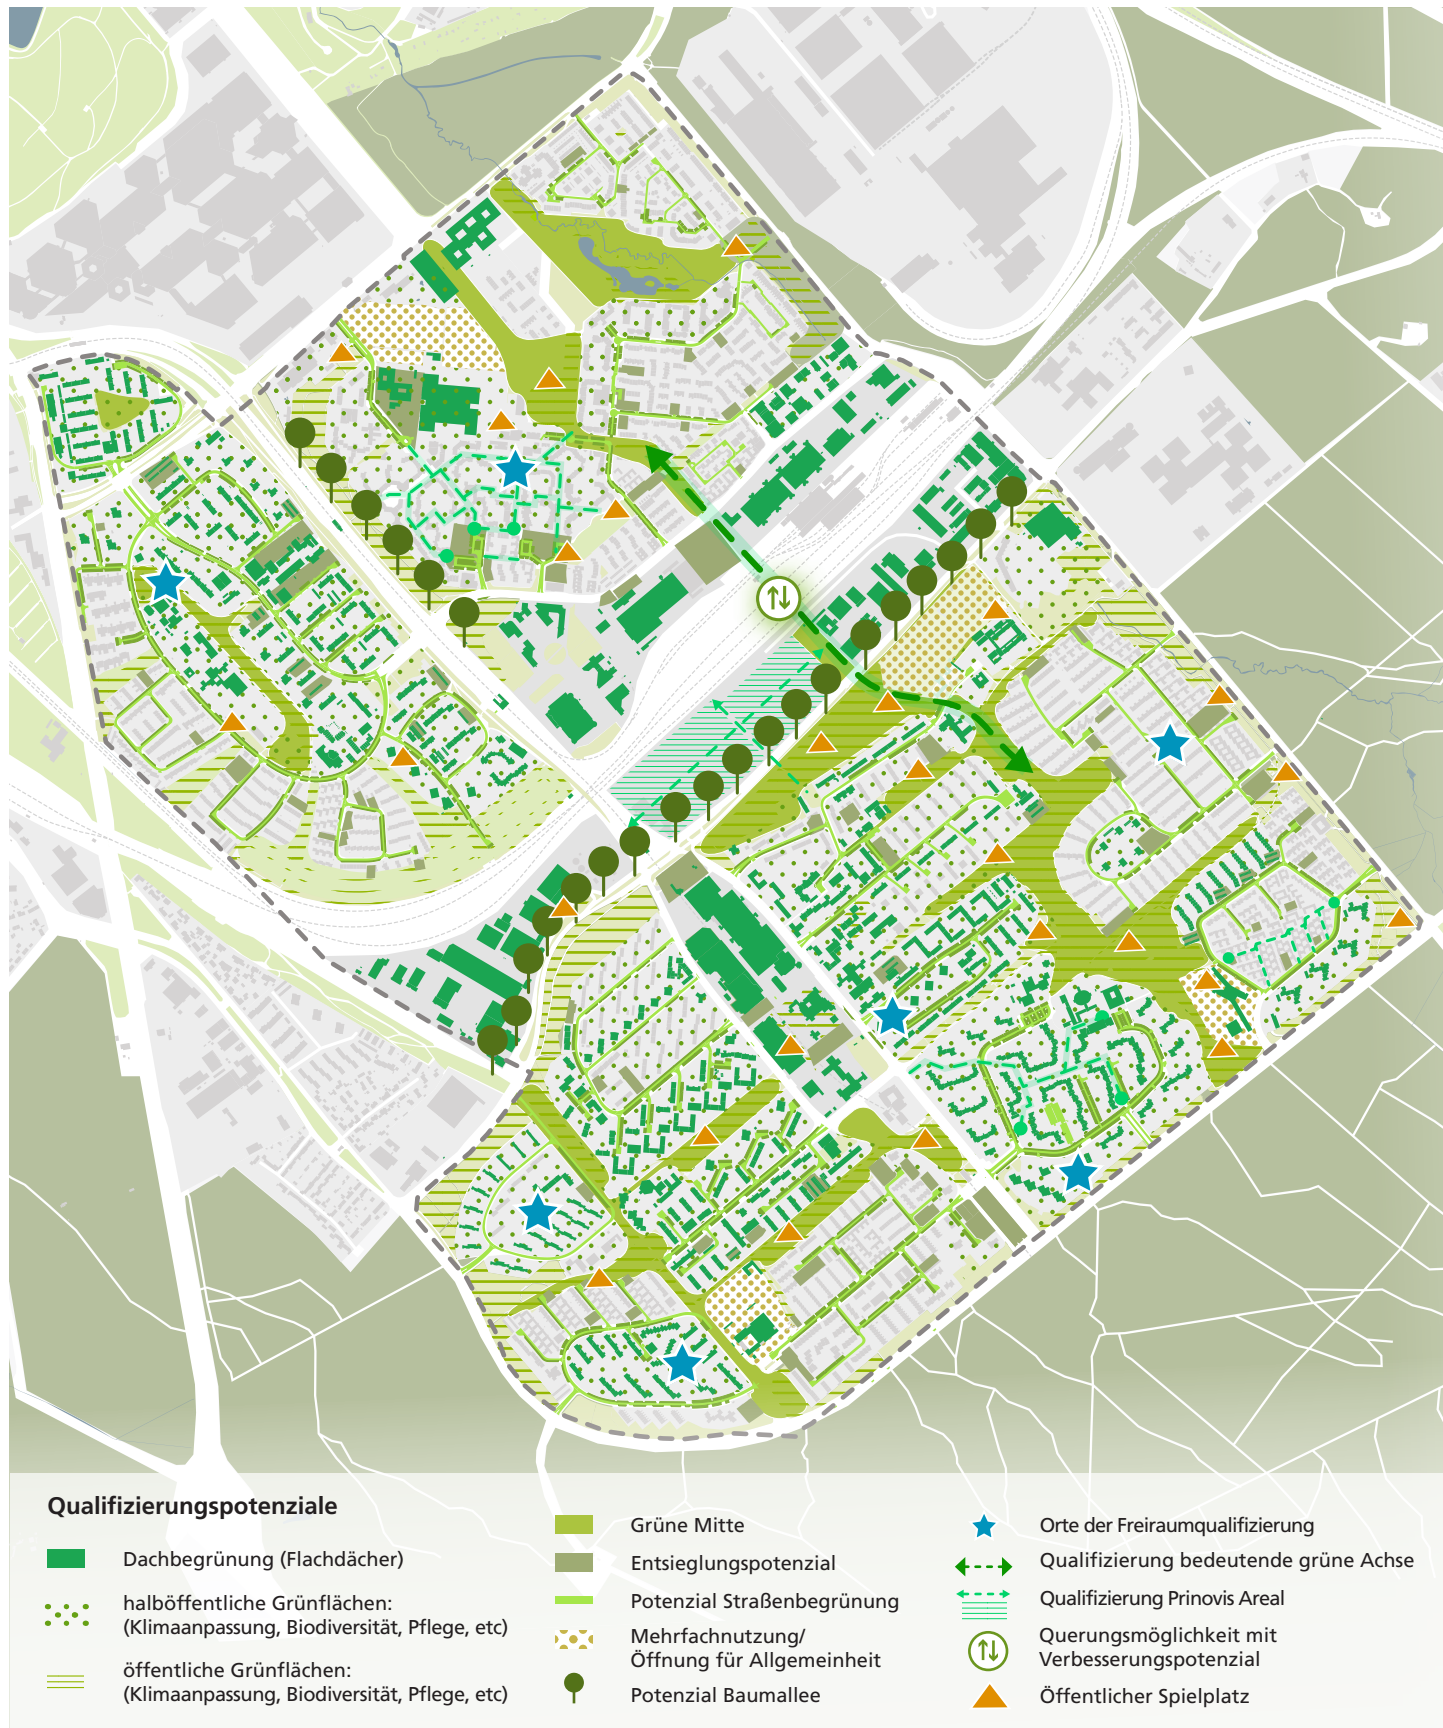 Qualifizierungspotenziale
Dachbegrünung (Flachdächer)
halböffentliche Grünflächen:
(Klimaanpassung, Biodiversität, Pflege, etc)
öffentliche Grünflächen:
(Klimaanpassung, Biodiversität, Pflege, etc)
Grüne Mitte
Entsieglungspotenzial
Potenzial Straßenbegrünung
Mehrfachnutzung/
Öffnung für Allgemeinheit
Potenzial Baumallee
Orte der Freiraumqualifizierung
Qualifizierung bedeutende grüne Achse
Qualifizierung Prinovis Areal
Querungsmöglichkeit mit
Verbesserungspotenzial
Öffentlicher Spielplatz